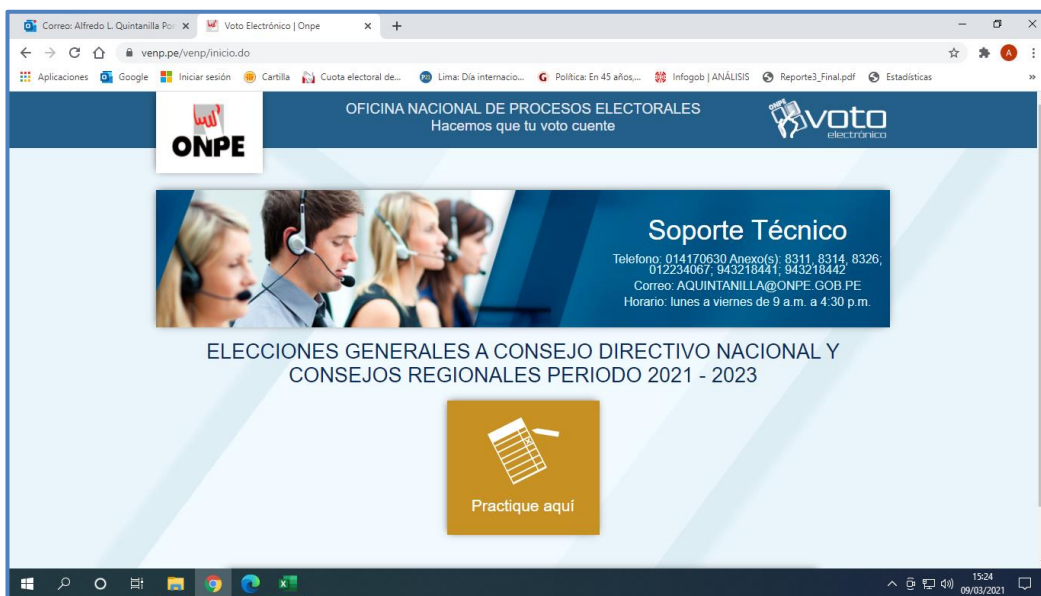 Correo: Alfredo L. Quintanilla Po
Voto Electrónico | Onpe
venp.pe/venp/inicio.do
A
Aplicaciones
Google
Iniciar sesión
Cartilla
Cuota electoral de...
Lima: Día internacio...
Política: En 45 años,...
Infogob | ANÁLISIS
Reporte3_Final.pdf
Estadísticas
»
ONPE
OFICINA NACIONAL DE PROCESOS ELECTORALES
Hacemos que tu voto cuente
ONPE
voto
electrónico
Soporte Técnico
Telefono: 014170630 Anexo(s): 8311, 8314, 8326;
012234067; 943218441; 943218442
Correo: AQUINTANILLA@ONPE.GOB.PE
Horario: lunes a viernes de 9 a.m. a 4:30 p.m.
ELECCIONES GENERALES A CONSEJO DIRECTIVO NACIONAL Y
CONSEJOS REGIONALES PERIODO 2021 - 2023
Practique aquí
15:24
09/03/2021